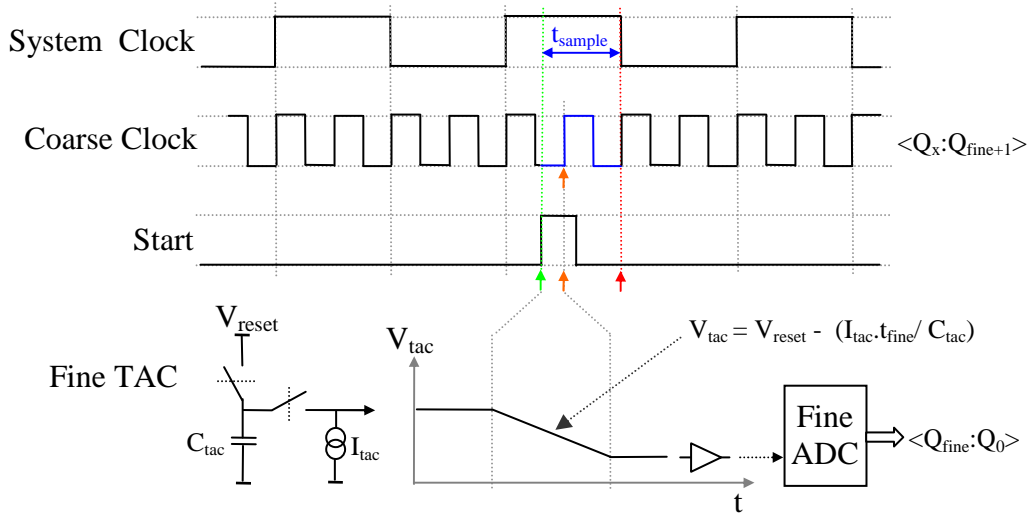 System Clock
t_sample
Coarse Clock
<Q_x:Q_fine+1>
Start
V_reset
V_tac
V_tac = V_reset - (I_tac.t_fine/ C_tac)
Fine TAC
C_tac
I_tac
Fine
ADC
<Q_fine:Q_0>
t